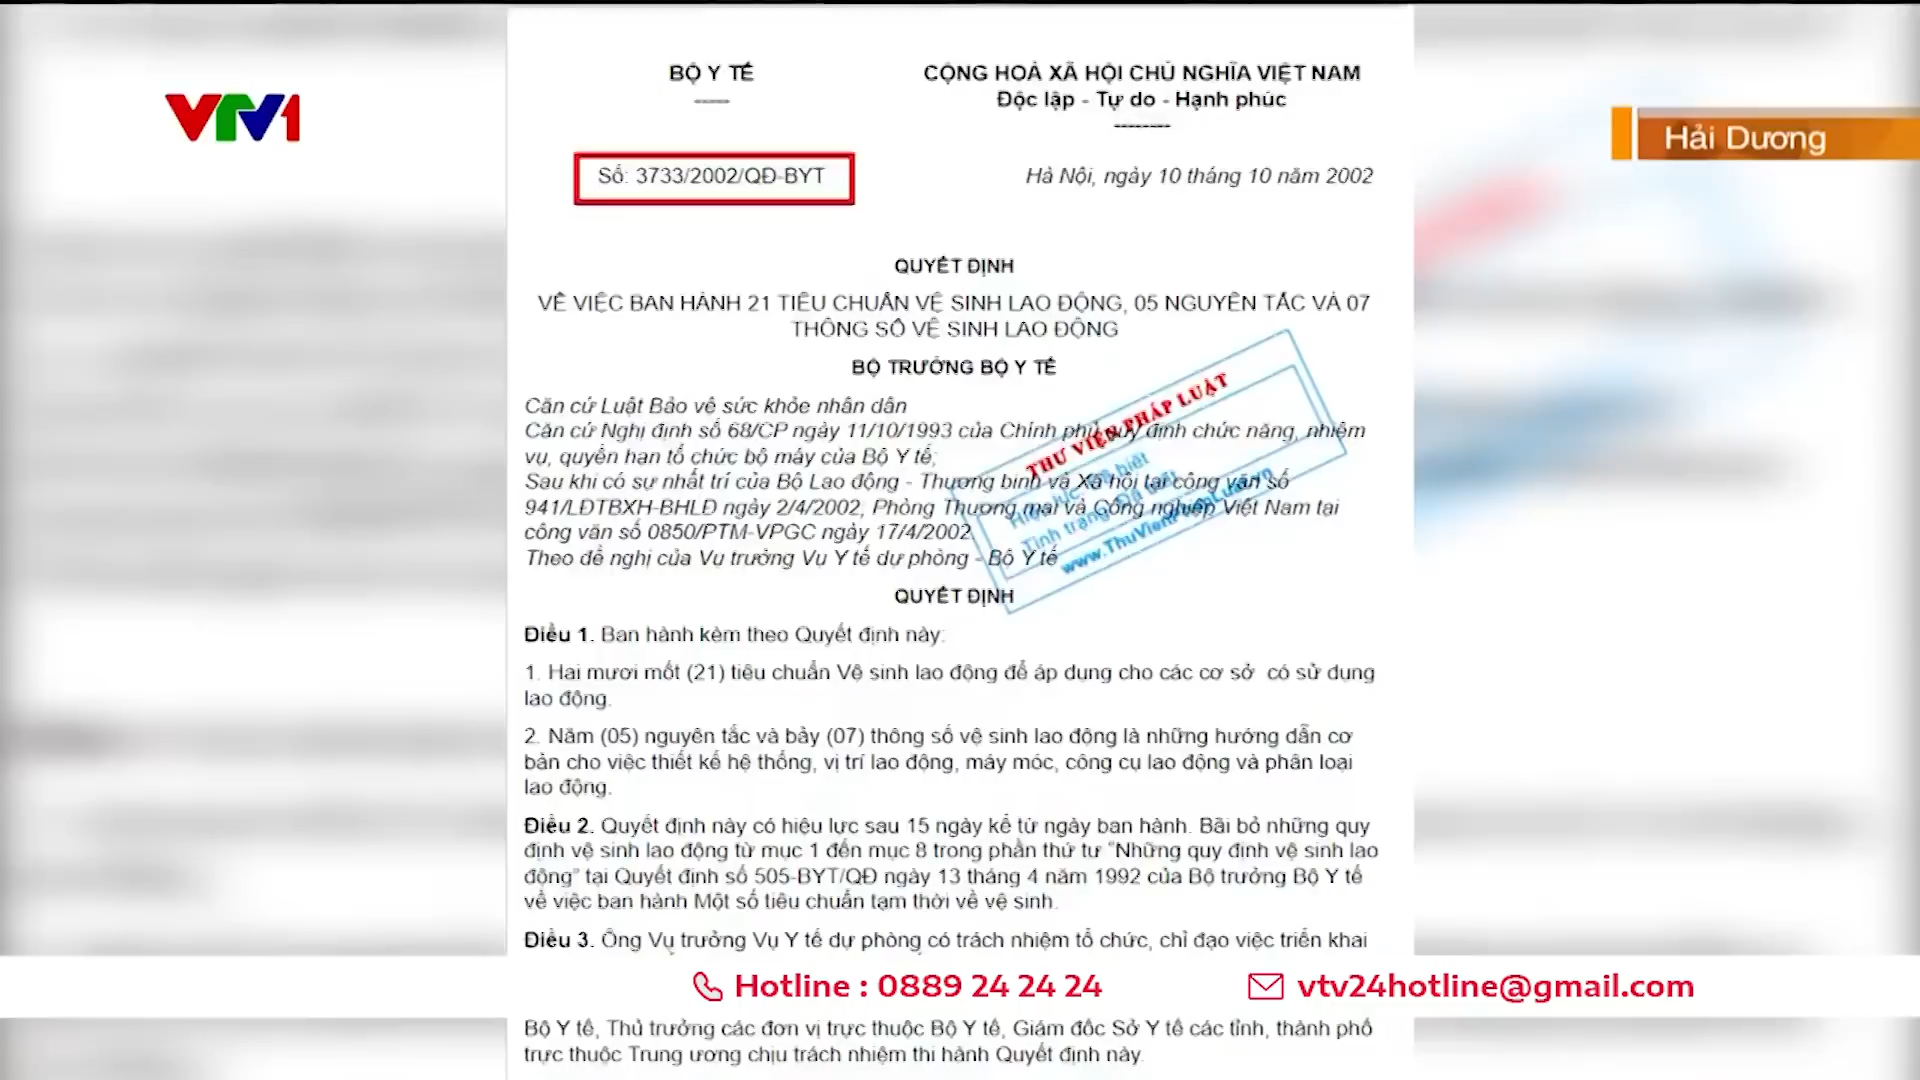 VTV1
Hải Dương
BỘ Y TẾ
-----
CỘNG HOÀ XÃ HỘI CHỦ NGHĨA VIỆT NAM
Độc lập - Tự do - Hạnh phúc
--------
Số: 3733/2002/QĐ-BYT
Hà Nội, ngày 10 tháng 10 năm 2002
QUYẾT ĐỊNH
VỀ VIỆC BAN HÀNH 21 TIÊU CHUẨN VỆ SINH LAO ĐỘNG, 05 NGUYÊN TẮC VÀ 07
THÔNG SỐ VỆ SINH LAO ĐỘNG
BỘ TRƯỞNG BỘ Y TẾ
Căn cứ Luật Bảo vệ sức khỏe nhân dân
Căn cứ Nghị định số 68/CP ngày 11/10/1993 của Chính phủ quy định chức năng, nhiệm
vụ, quyền hạn tổ chức bộ máy của Bộ Y tế;
Sau khi có sự nhất trí của Bộ Lao động - Thương binh và Xã hội tại công văn số
941/LĐTBXH-BHLĐ ngày 2/4/2002, Phòng Thương mại và Công nghiệp Việt Nam tại
công văn số 0850/PTM-VPGC ngày 17/4/2002.
Theo đề nghị của Vụ trưởng Vụ Y tế dự phòng - Bộ Y tế
THƯ VIỆN PHÁP LUẬT
Tình trạng:
www.ThuVienPhapLuat.vn
QUYẾT ĐỊNH
Điều 1. Ban hành kèm theo Quyết định này:
1. Hai mươi mốt (21) tiêu chuẩn Vệ sinh lao động để áp dụng cho các cơ sở có sử dụng
lao động.
2. Năm (05) nguyên tắc và bảy (07) thông số vệ sinh lao động là những hướng dẫn cơ
bản cho việc thiết kế hệ thống, vị trí lao động, máy móc, công cụ lao động và phân loại
lao động.
Điều 2. Quyết định này có hiệu lực sau 15 ngày kể từ ngày ban hành. Bãi bỏ những quy
định vệ sinh lao động từ mục 1 đến mục 8 trong phần thứ tư "Những quy định vệ sinh lao
động" tại Quyết định số 505-BYT/QĐ ngày 13 tháng 4 năm 1992 của Bộ trưởng Bộ Y tế
về việc ban hành Một số tiêu chuẩn tạm thời về vệ sinh.
Điều 3. Ông Vụ trưởng Vụ Y tế dự phòng có trách nhiệm tổ chức, chỉ đạo việc triển khai
Hotline : 0889 24 24 24
vtv24hotline@gmail.com
Bộ Y tế, Thủ trưởng các đơn vị trực thuộc Bộ Y tế, Giám đốc Sở Y tế các tỉnh, thành phố
trực thuộc Trung ương chịu trách nhiệm thi hành Quyết định này.